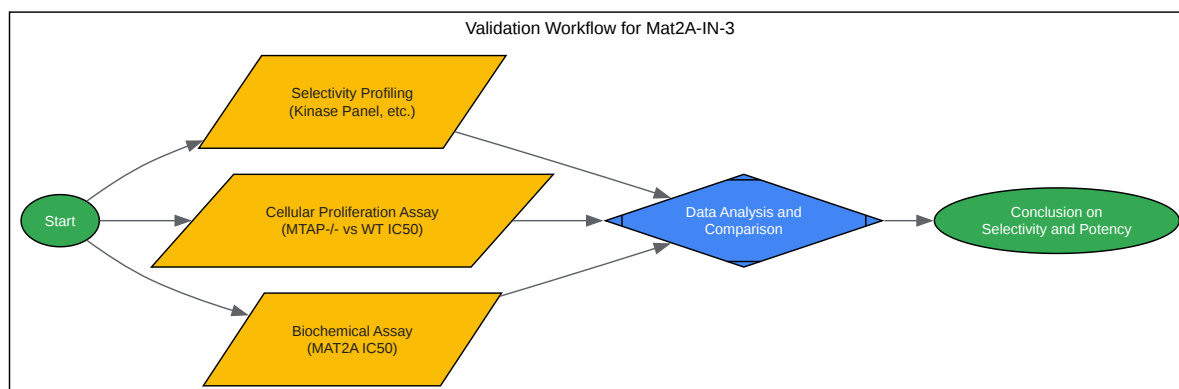 Validation Workflow for Mat2A-IN-3
Selectivity Profiling
(Kinase Panel, etc.)
Start
Cellular Proliferation Assay
(MTAP-/- vs WT IC50)
Data Analysis and
Comparison
Conclusion on
Selectivity and Potency
Biochemical Assay
(MAT2A IC50)